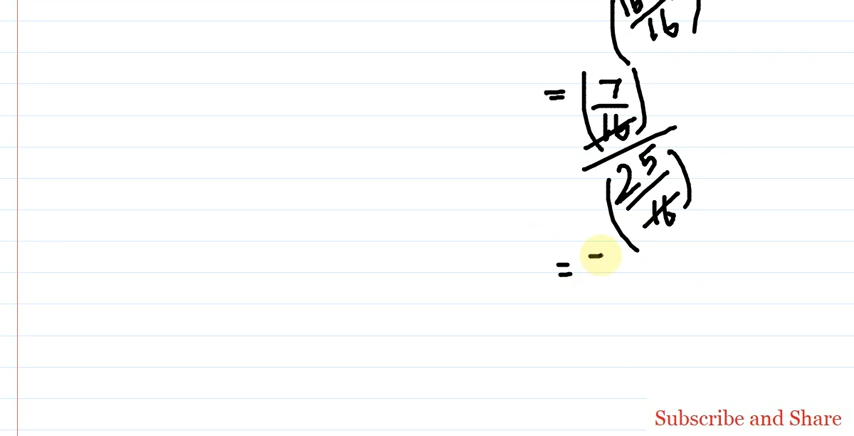 16/16)
= (7/16)
(25/16)
=
Subscribe and Share